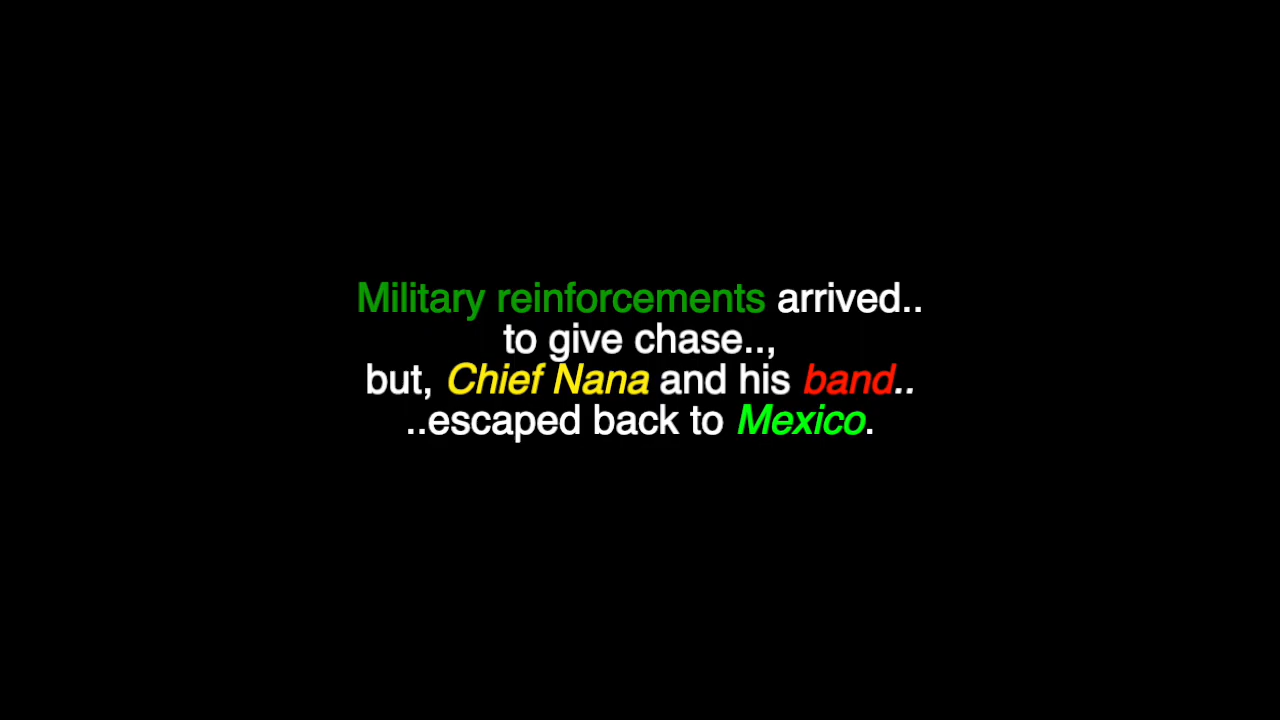 Military reinforcements arrived..
to give chase..,
but, Chief Nana and his band..
..escaped back to Mexico.